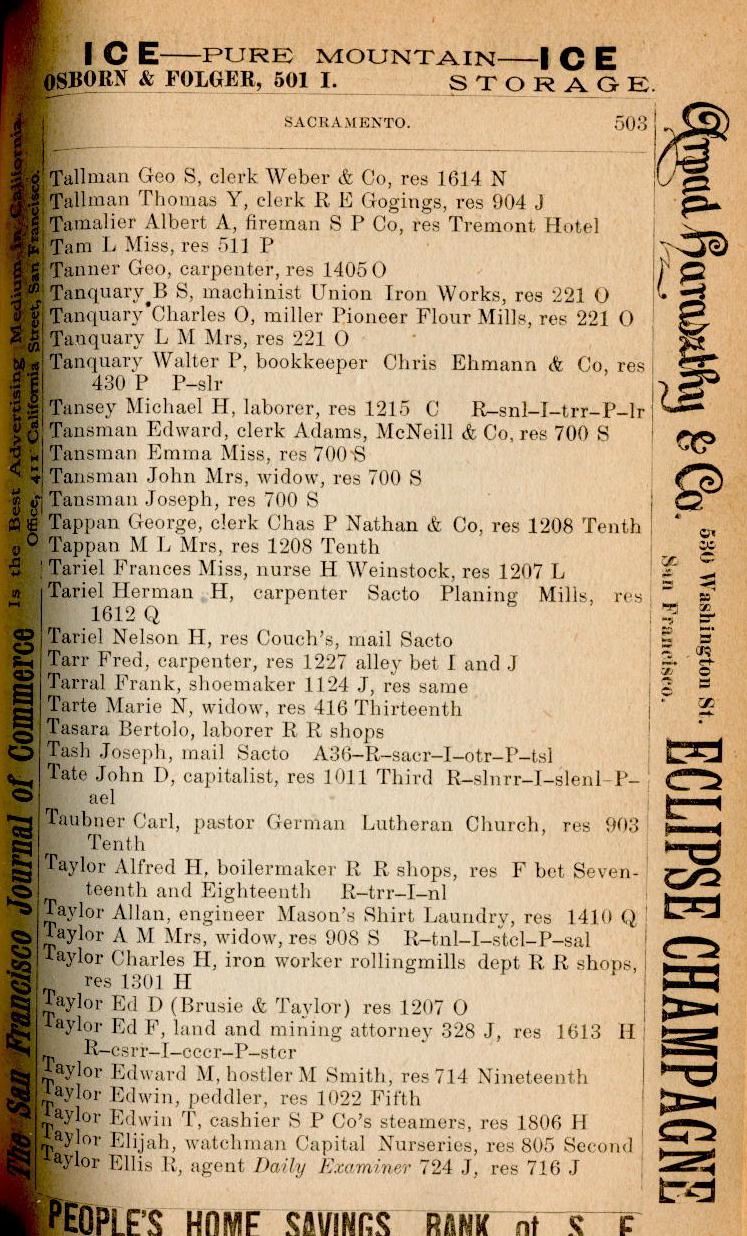 ICE—PURE MOUNTAIN—ICE
OSBORN & FOLGER, 501 I. STORAGE.
SACRAMENTO. 503
Tallman Geo S, clerk Weber & Co, res 1614 N
Tallman Thomas Y, clerk R E Gogings, res 904 J
Tamalier Albert A, fireman S P Co, res Tremont Hotel
Tam L Miss, res 511 P
Tanner Geo, carpenter, res 1405 O
Tanquary B S, machinist Union Iron Works, res 221 O
Tanquary Charles O, miller Pioneer Flour Mills, res 221 O
Tanquary L M Mrs, res 221 O
Tanquary Walter P, bookkeeper Chris Ehmann & Co, res
430 P P-slr
Tansey Michael H, laborer, res 1215 C R-snl-I-trr-P-lr
Tansman Edward, clerk Adams, McNeill & Co, res 700 S
Tansman Emma Miss, res 700 S
Tansman John Mrs, widow, res 700 S
Tansman Joseph, res 700 S
Tappan George, clerk Chas P Nathan & Co, res 1208 Tenth
Tappan M L Mrs, res 1208 Tenth
Tariel Frances Miss, nurse H Weinstock, res 1207 L
Tariel Herman H, carpenter Sacto Planing Mills, res
1612 Q
Tariel Nelson H, res Couch's, mail Sacto
Tarr Fred, carpenter, res 1227 alley bet I and J
Tarral Frank, shoemaker 1124 J, res same
Tarte Marie N, widow, res 416 Thirteenth
Tasara Bertolo, laborer R R shops
Tash Joseph, mail Sacto A36-R-sacr-I-otr-P-tsl
Tate John D, capitalist, res 1011 Third R-slnrr-I-slenl-P-
ael
Taubner Carl, pastor German Lutheran Church, res 903
Tenth
Taylor Alfred H, boilermaker R R shops, res F bet Seven-
teenth and Eighteenth R-trr-I-nl
Taylor Allan, engineer Mason's Shirt Laundry, res 1410 Q
Taylor A M Mrs, widow, res 908 S R-tnl-I-stcl-P-sal
Taylor Charles H, iron worker rollingmills dept R R shops,
res 1301 H
Taylor Ed D (Brusie & Taylor) res 1207 O
Taylor Ed F, land and mining attorney 328 J, res 1613 H
R-csrr-I-cccr-P-stcr
Taylor Edward M, hostler M Smith, res 714 Nineteenth
Taylor Edwin, peddler, res 1022 Fifth
Taylor Edwin T, cashier S P Co's steamers, res 1806 H
Taylor Elijah, watchman Capital Nurseries, res 805 Second
Taylor Ellis R, agent Daily Examiner 724 J, res 716 J
PEOPLE'S HOME SAVINGS BANK of S F
The San Francisco Journal of Commerce Is the Best Advertising Medium in California.
Office, 411 California Street, San Francisco.
Arpad Haraszthy & Co. 530 Washington St.
San Francisco.
ECLIPSE CHAMPAGNE